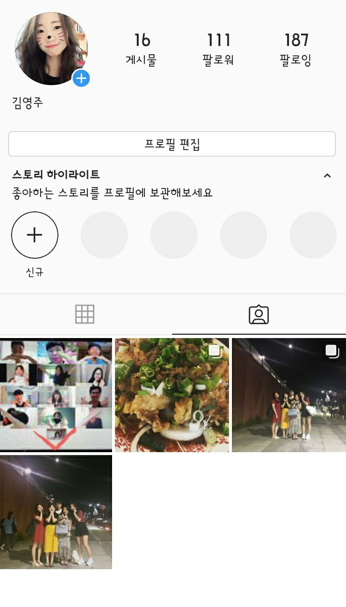 16 111 187
게시물 팔로워 팔로잉
김영주
프로필 편집
스토리 하이라이트
좋아하는 스토리를 프로필에 보관해보세요
신규